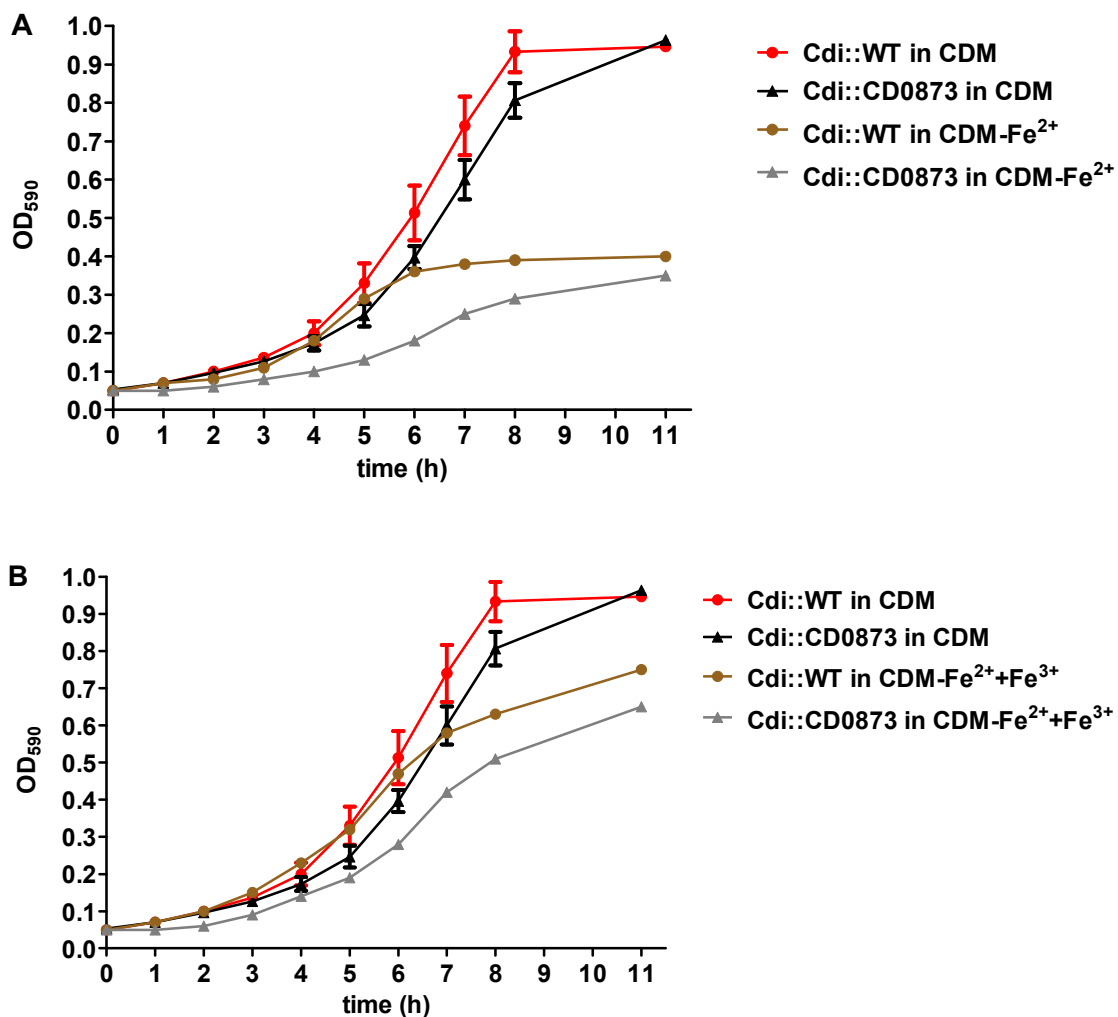 A
1.0
0.9
0.8
0.7
0.6
0.5
0.4
0.3
0.2
0.1
0.0
OD590
0 1 2 3 4 5 6 7 8 9 10 11
time (h)
Cdi::WT in CDM
Cdi::CD0873 in CDM
Cdi::WT in CDM-Fe2+
Cdi::CD0873 in CDM-Fe2+
B
1.0
0.9
0.8
0.7
0.6
0.5
0.4
0.3
0.2
0.1
0.0
OD590
0 1 2 3 4 5 6 7 8 9 10 11
time (h)
Cdi::WT in CDM
Cdi::CD0873 in CDM
Cdi::WT in CDM-Fe2++Fe3+
Cdi::CD0873 in CDM-Fe2++Fe3+